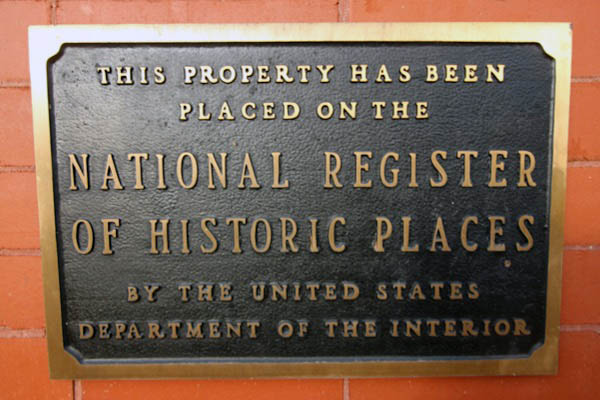 THIS PROPERTY HAS BEEN
PLACED ON THE
NATIONAL REGISTER
OF HISTORIC PLACES
BY THE UNITED STATES
DEPARTMENT OF THE INTERIOR